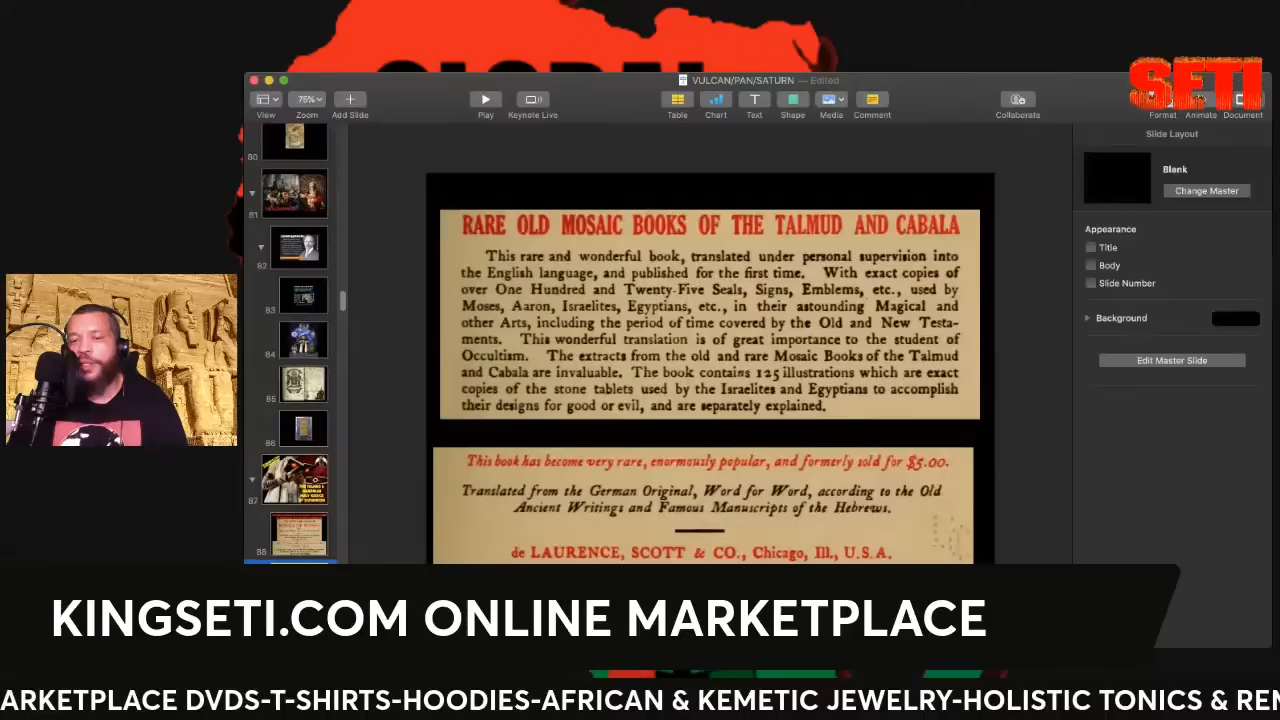 VULCAN/PAN/SATURN — Edited
SETI
75%
View
Zoom
Add Slide
Play
Keynote Live
Table
Chart
Text
Shape
Media
Comment
Collaborate
Format
Animate
Document
Slide Layout
Blank
Change Master
Appearance
Title
Body
Slide Number
Background
Edit Master Slide
80
81
82
83
84
85
86
87
88
RARE OLD MOSAIC BOOKS OF THE TALMUD AND CABALA
This rare and wonderful book, translated under personal supervision into
the English language, and published for the first time. With exact copies of
over One Hundred and Twenty-Five Seals, Signs, Emblems, etc., used by
Moses, Aaron, Israelites, Egyptians, etc., in their astounding Magical and
other Arts, including the period of time covered by the Old and New Testa-
ments. This wonderful translation is of great importance to the student of
Occultism. The extracts from the old and rare Mosaic Books of the Talmud
and Cabala are invaluable. The book contains 125 illustrations which are exact
copies of the stone tablets used by the Israelites and Egyptians to accomplish
their designs for good or evil, and are separately explained.
This book has become very rare, enormously popular, and formerly sold for $5.00.
Translated from the German Original, Word for Word, according to the Old
Ancient Writings and Famous Manuscripts of the Hebrews.
de LAURENCE, SCOTT & CO., Chicago, Ill., U.S.A.
KINGSETI.COM ONLINE MARKETPLACE
ARKETPLACE DVDS-T-SHIRTS-HOODIES-AFRICAN & KEMETIC JEWELRY-HOLISTIC TONICS & REM